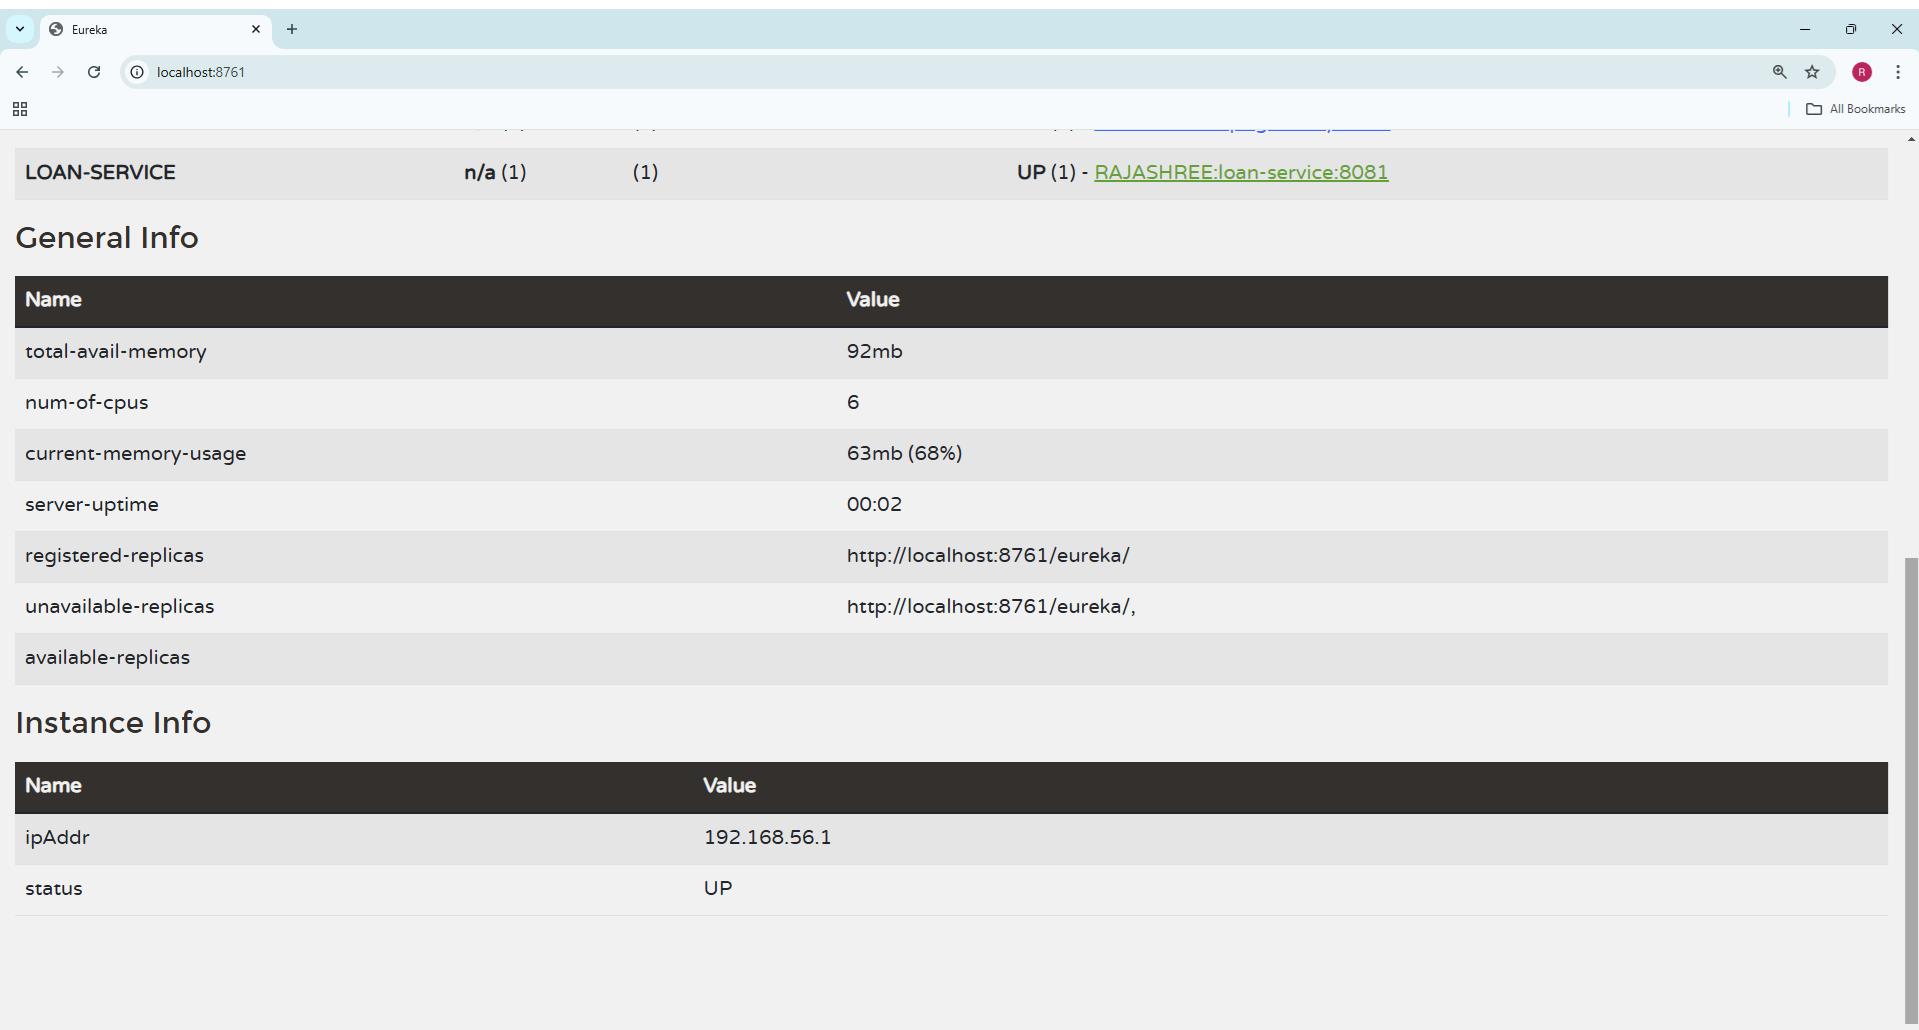 Eureka
localhost:8761
R
All Bookmarks
LOAN-SERVICE n/a (1) (1) UP (1) - RAJASHREE:loan-service:8081
General Info
Name Value
total-avail-memory 92mb
num-of-cpus 6
current-memory-usage 63mb (68%)
server-uptime 00:02
registered-replicas http://localhost:8761/eureka/
unavailable-replicas http://localhost:8761/eureka/,
available-replicas
Instance Info
Name Value
ipAddr 192.168.56.1
status UP